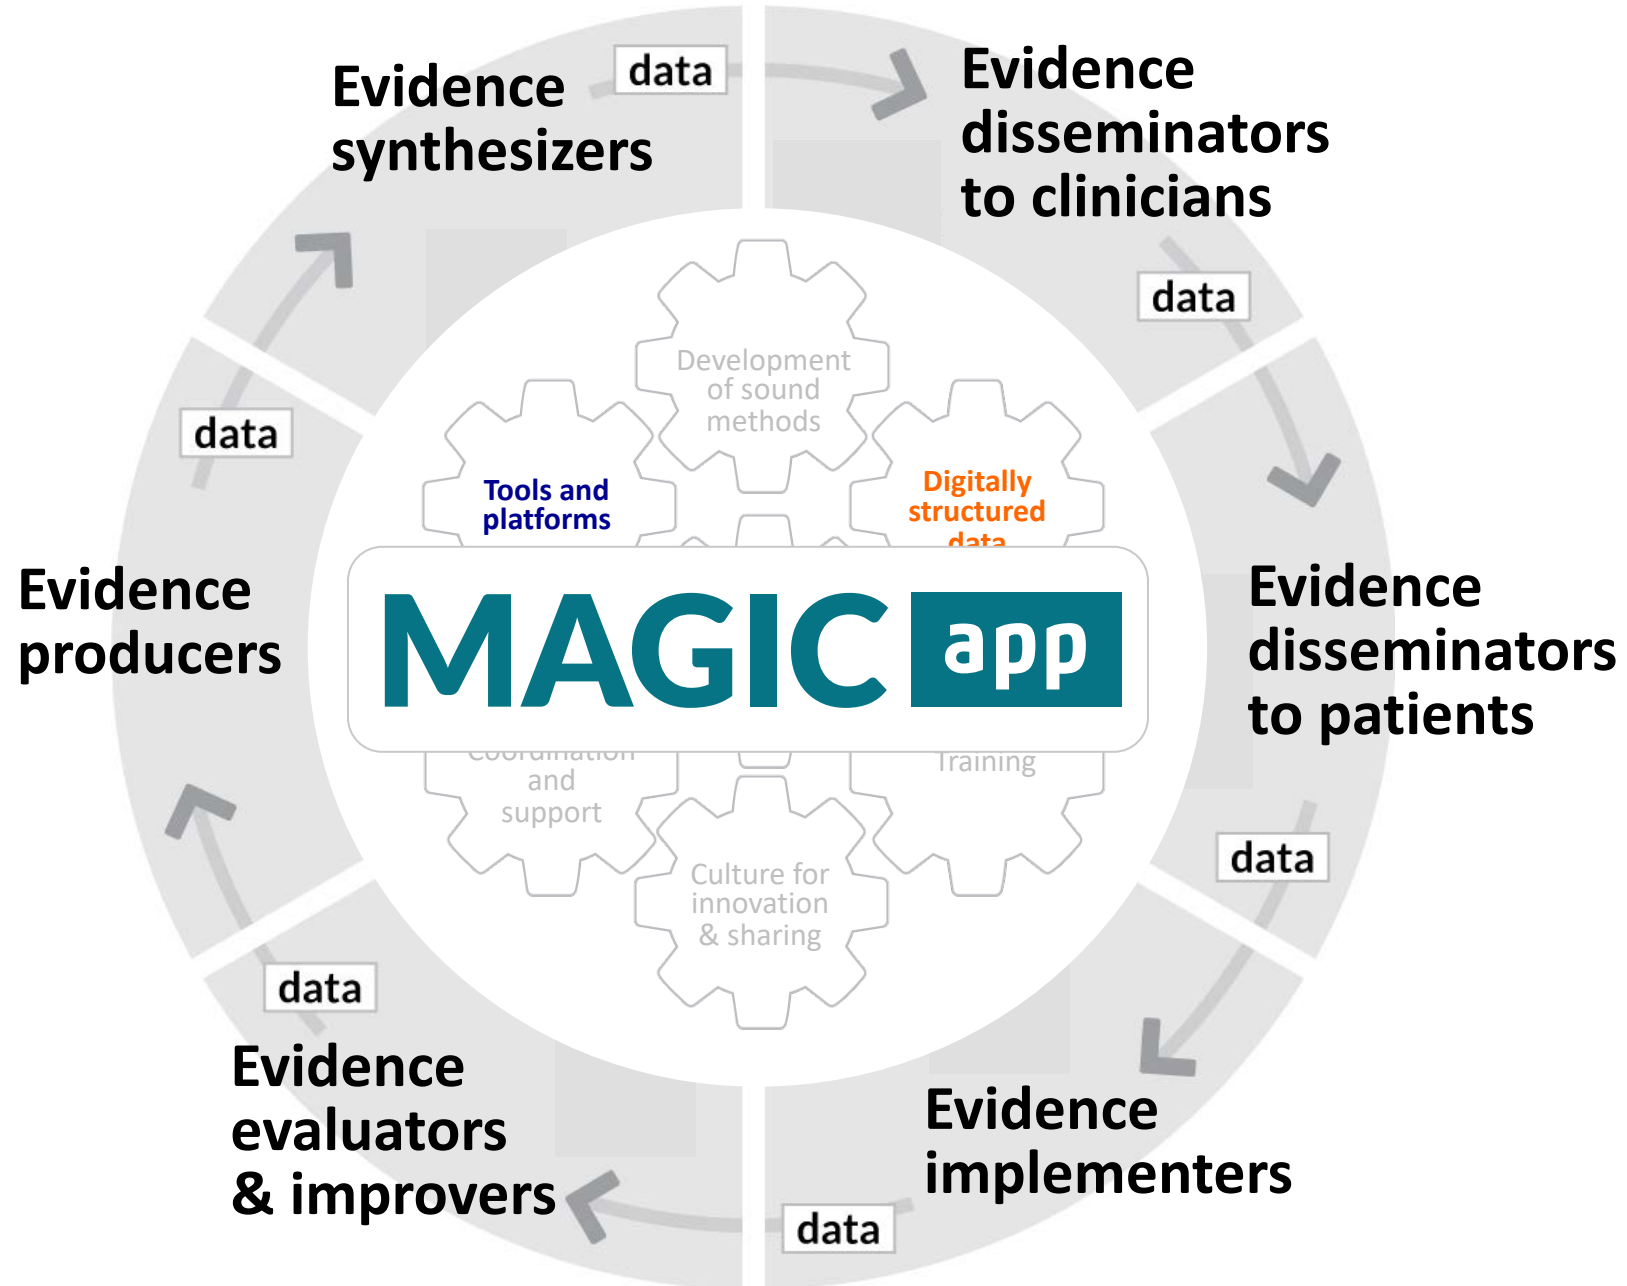 Evidence
synthesizers
data
Evidence
disseminators
to clinicians
data
data
Development
of sound
methods
Tools and
platforms
Digitally
structured
data
Evidence
producers
MAGIC app
Evidence
disseminators
to patients
Coordination
and
support
Training
Culture for
innovation
& sharing
data
data
Evidence
evaluators
& improvers
Evidence
implementers
data